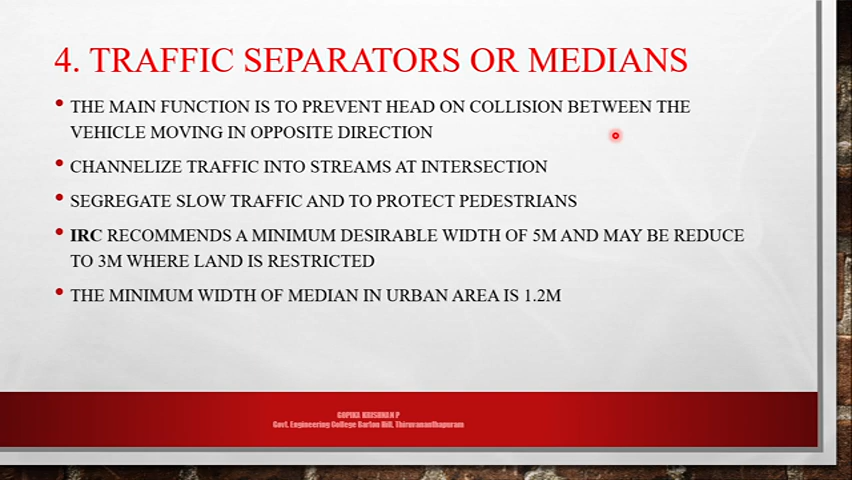 4. TRAFFIC SEPARATORS OR MEDIANS
• THE MAIN FUNCTION IS TO PREVENT HEAD ON COLLISION BETWEEN THE
VEHICLE MOVING IN OPPOSITE DIRECTION
• CHANNELIZE TRAFFIC INTO STREAMS AT INTERSECTION
• SEGREGATE SLOW TRAFFIC AND TO PROTECT PEDESTRIANS
• IRC RECOMMENDS A MINIMUM DESIRABLE WIDTH OF 5M AND MAY BE REDUCE
TO 3M WHERE LAND IS RESTRICTED
• THE MINIMUM WIDTH OF MEDIAN IN URBAN AREA IS 1.2M
GOPIKA KRISHNAN P
Govt. Engineering College Barton Hill, Thiruvananthapuram